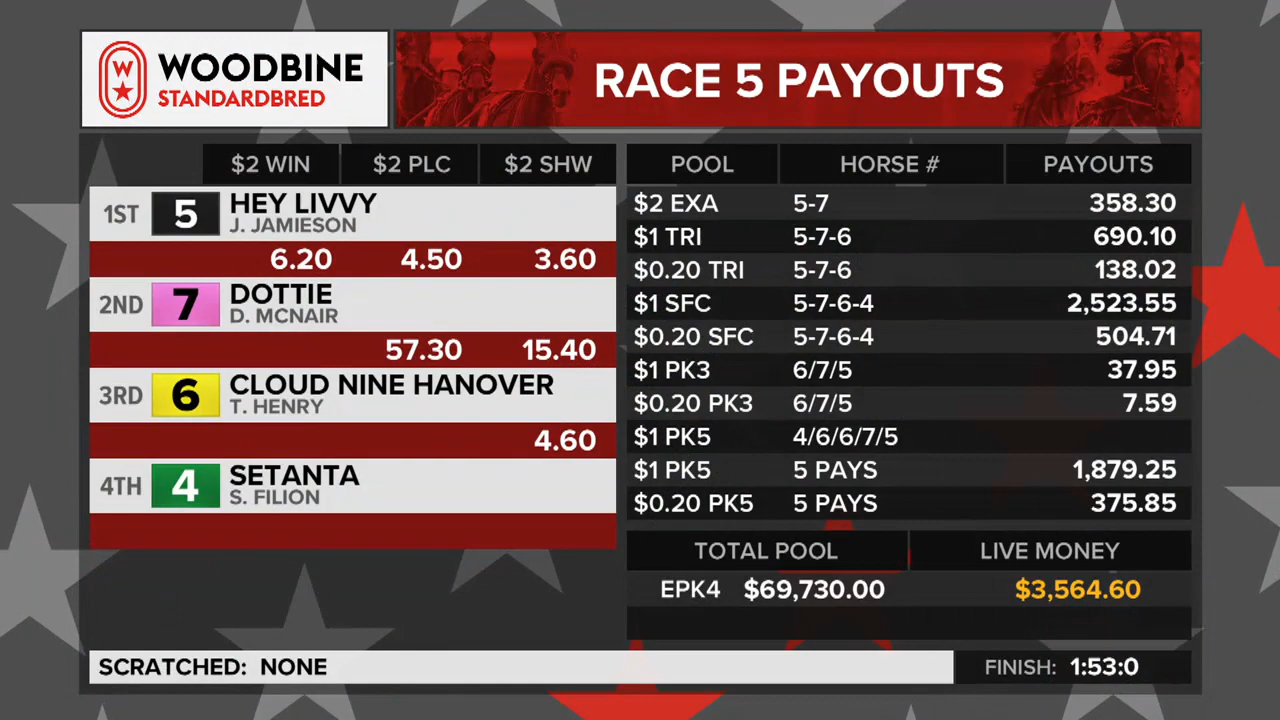 W
WOODBINE
STANDARDBRED
RACE 5 PAYOUTS
$2 WIN $2 PLC $2 SHW
1ST 5 HEY LIVVY
J. JAMIESON
6.20 4.50 3.60
2ND 7 DOTTIE
D. MCNAIR
57.30 15.40
3RD 6 CLOUD NINE HANOVER
T. HENRY
4.60
4TH 4 SETANTA
S. FILION
POOL HORSE # PAYOUTS
$2 EXA 5-7 358.30
$1 TRI 5-7-6 690.10
$0.20 TRI 5-7-6 138.02
$1 SFC 5-7-6-4 2,523.55
$0.20 SFC 5-7-6-4 504.71
$1 PK3 6/7/5 37.95
$0.20 PK3 6/7/5 7.59
$1 PK5 4/6/6/7/5
$1 PK5 5 PAYS 1,879.25
$0.20 PK5 5 PAYS 375.85
TOTAL POOL LIVE MONEY
EPK4 $69,730.00 $3,564.60
SCRATCHED: NONE
FINISH: 1:53:0